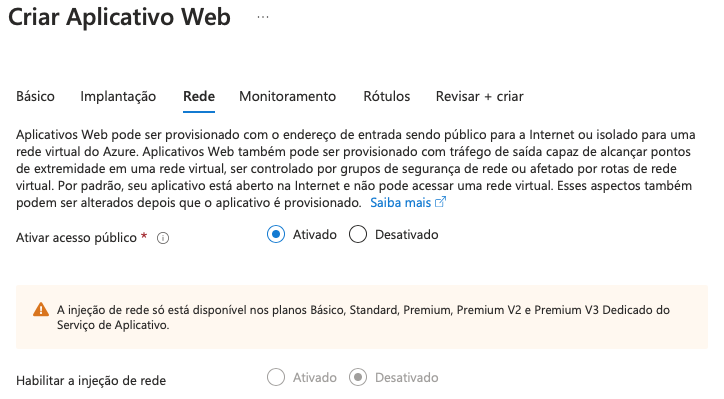 Criar Aplicativo Web ...
Básico Implantação Rede Monitoramento Rótulos Revisar + criar
Aplicativos Web pode ser provisionado com o endereço de entrada sendo público para a Internet ou isolado para uma
rede virtual do Azure. Aplicativos Web também pode ser provisionado com tráfego de saída capaz de alcançar pontos
de extremidade em uma rede virtual, ser controlado por grupos de segurança de rede ou afetado por rotas de rede
virtual. Por padrão, seu aplicativo está aberto na Internet e não pode acessar uma rede virtual. Esses aspectos também
podem ser alterados depois que o aplicativo é provisionado. Saiba mais
Ativar acesso público * Ativado Desativado
A injeção de rede só está disponível nos planos Básico, Standard, Premium, Premium V2 e Premium V3 Dedicado do
Serviço de Aplicativo.
Habilitar a injeção de rede Ativado Desativado